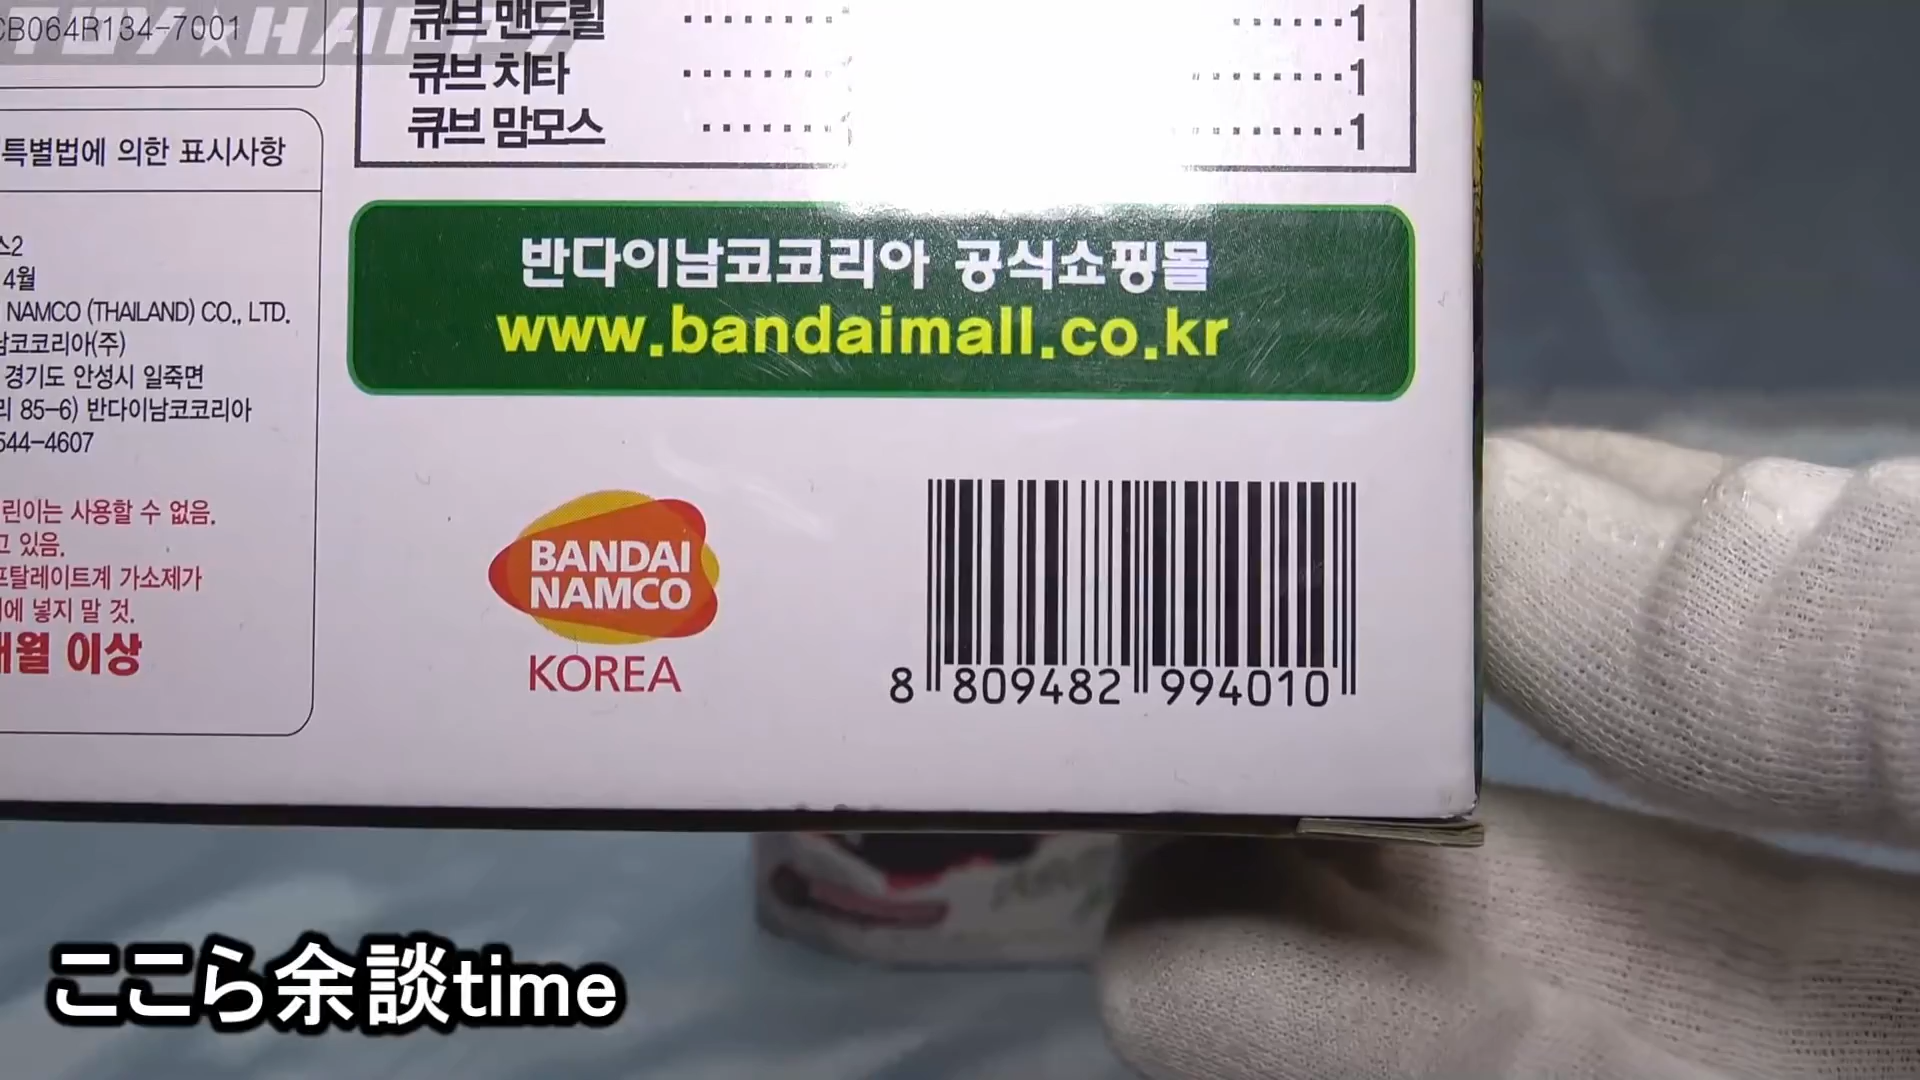 TOY★HAPPY
CB064R134-7001
큐브 맨드릴 1
큐브 치타 1
큐브 맘모스 1
특별법에 의한 표시사항
스2
4월
NAMCO (THAILAND) CO., LTD.
남코코리아(주)
경기도 안성시 일죽면
리 85-6) 반다이남코코리아
544-4607
린이는 사용할 수 없음.
고 있음.
프탈레이트계 가소제가
에 넣지 말 것.
개월 이상
반다이남코코리아 공식쇼핑몰
www.bandaimall.co.kr
BANDAI
NAMCO
KOREA
8 809482 994010
ここら余談time